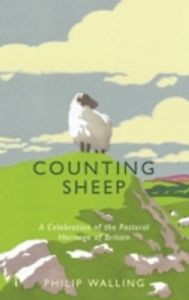 COUNTING
SHEEP
A Celebration of the Pastoral
Heritage of Britain
PHILIP WALLING